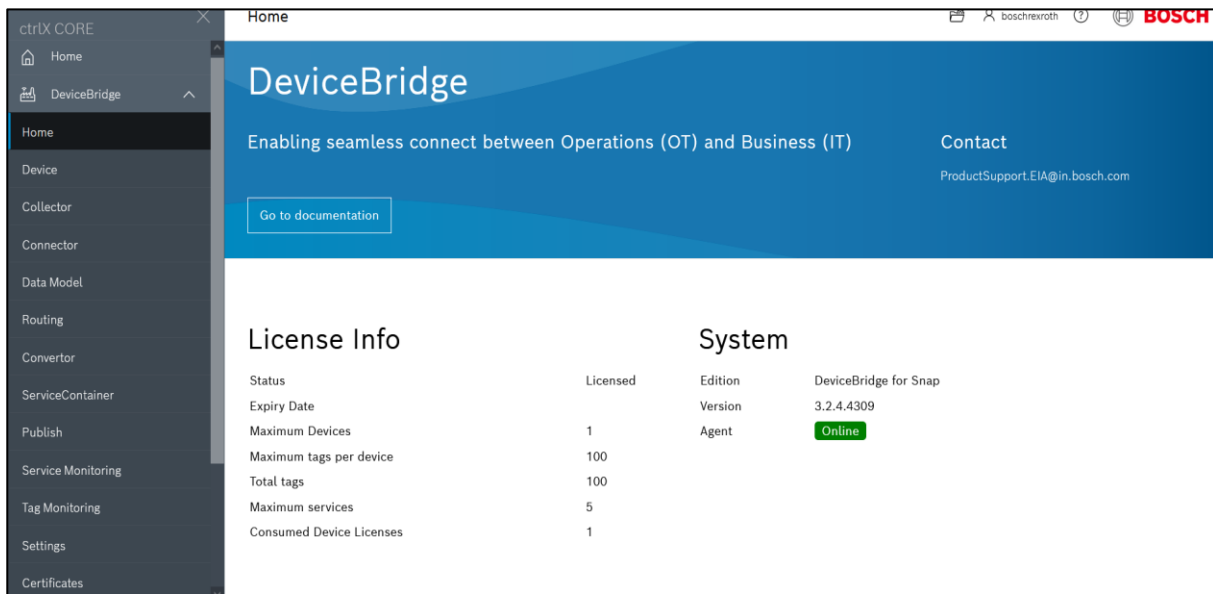 ctrlX CORE
Home
DeviceBridge
Home
Device
Collector
Connector
Data Model
Routing
Convertor
ServiceContainer
Publish
Service Monitoring
Tag Monitoring
Settings
Certificates
Home
boschrexroth
BOSCH
DeviceBridge
Enabling seamless connect between Operations (OT) and Business (IT)
Go to documentation
Contact
ProductSupport.EIA@in.bosch.com
License Info
Status Licensed
Expiry Date
Maximum Devices 1
Maximum tags per device 100
Total tags 100
Maximum services 5
Consumed Device Licenses 1
System
Edition DeviceBridge for Snap
Version 3.2.4.4309
Agent Online